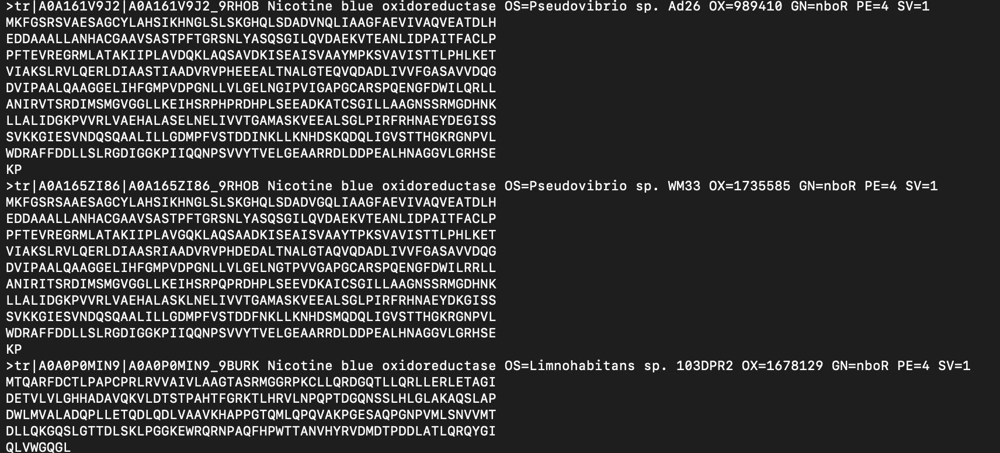 >tr|A0A161V9J2|A0A161V9J2_9RHOB Nicotine blue oxidoreductase OS=Pseudovibrio sp. Ad26 OX=989410 GN=nboR PE=4 SV=1
MKFGSRSVAESAGCYLAHSIKHNGLSLSKGHQLSDADVNQLIAAGFAEVIVAQVEATDLH
EDDAAALLANHACGAAVSASTPFTGRSNLYASQSGILQVDAEKVTEANLIDPAITFACLP
PFTEVREGRMLATAKIIPLAVDQKLAQSAVDKISEAISVAAYMPKSVAVISTTLPHLKET
VIAKSLRVLQERLDIAASTIAADVRVPHEEEALTNALGTEQVQDADLIVVFGASAVVDQG
DVIPAALQAAGGELIHFGMPVDPGNLLVLGELNGIPVIGAPGCARSPQENGFDWILQRLL
ANIRVTSRDIMSMGVGGLLKEIHSRPHPRDHPLSEEADKATCSGILLAAGNSSRMGDHNK
LLALIDGKPVVRLVAEHALASELNELIVVTGAMASKVEEALSGLPIRFRHNAEYDEGISS
SVKKGIESVNDQSQAALILLGDMPFVSTDDINKLLKNHDSKQDQLIGVSTTHGKRGNPVL
WDRAFFDDLLSLRGDIGGKPIIQQNPSVVYTVELGEAARRDLDDPEALHNAGGVLGRHSE
KP
>tr|A0A165ZI86|A0A165ZI86_9RHOB Nicotine blue oxidoreductase OS=Pseudovibrio sp. WM33 OX=1735585 GN=nboR PE=4 SV=1
MKFGSRSAAESAGCYLAHSIKHNGLSLSKGHQLSDADVGQLIAAGFAEVIVAQVEATDLH
EDDAAALLANHACGAAVSASTPFTGRSNLYASQSGILQVDAEKVTEANLIDPAITFACLP
PFTEVREGRMLATAKIIPLAVGQKLAQSAADKISEAISVAAYTPKSVAVISTTLPHLKET
VIAKSLRVLQERLDIAASRIAADVRVPHDEDALTNALGTAQVQDADLIVVFGASAVVDQG
DVIPAALQAAGGELIHFGMPVDPGNLLVLGELNGTPVVGAPGCARSPQENGFDWILRRLL
ANIRITSRDIMSMGVGGLLKEIHSRPQPRDHPLSEEVDKAICSGILLAAGNSSRMGDHNK
LLALIDGKPVVRLVAEHALASKLNELIVVTGAMASKVEEALSGLPIRFRHNAEYDKGISS
SVKKGIESVNDQSQAALILLGDMPFVSTDDFNKLLKNHDSMQDQLIGVSTTHGKRGNPVL
WDRAFFDDLLSLRGDIGGKPIIQQNPSVVYTVELGEAARRDLDDPEALHNAGGVLGRHSE
KP
>tr|A0A0P0MIN9|A0A0P0MIN9_9BURK Nicotine blue oxidoreductase OS=Limnohabitans sp. 103DPR2 OX=1678129 GN=nboR PE=4 SV=1
MTQARFDCTLPAPCPRLRVVAIVLAAGTASRMGGRPKCLLQRDGQTLLQRLLERLETAGI
DETVLVLGHHADAVQKVLDTSTPAHTFGRKTLHRVLNPQPTDGQNSSLHLGLAKAQSLAP
DWLMVALADQPLLETQDLQDLVAAVKHAPPGTQMLQPQVAKPGESAQPGNPVMLSNVVMT
DLLQKGQSLGTTDLSKLPGGKEWRQRNPAQFHPWTTANVHYRVDMDTPDDLATLQRQYGI
QLVWGQGL